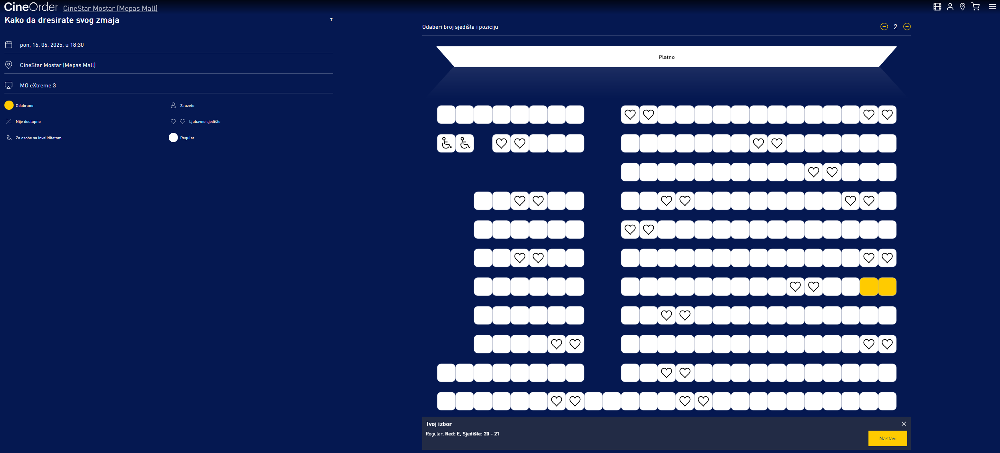 CineOrder CineStar Mostar (Mepas Mall)
Kako da dresirate svog zmaja
7
pon, 16. 06. 2025. u 18:30
CineStar Mostar (Mepas Mall)
MO eXtreme 3
Odabrano
Zauzeto
Nije dostupno
Ljubavno sjedište
Za osobe sa invaliditetom
Regular
Odaberi broj sjedišta i poziciju
2
Platno
Tvoj izbor
Regular, Red: E, Sjedište: 20 - 21
Nastavi